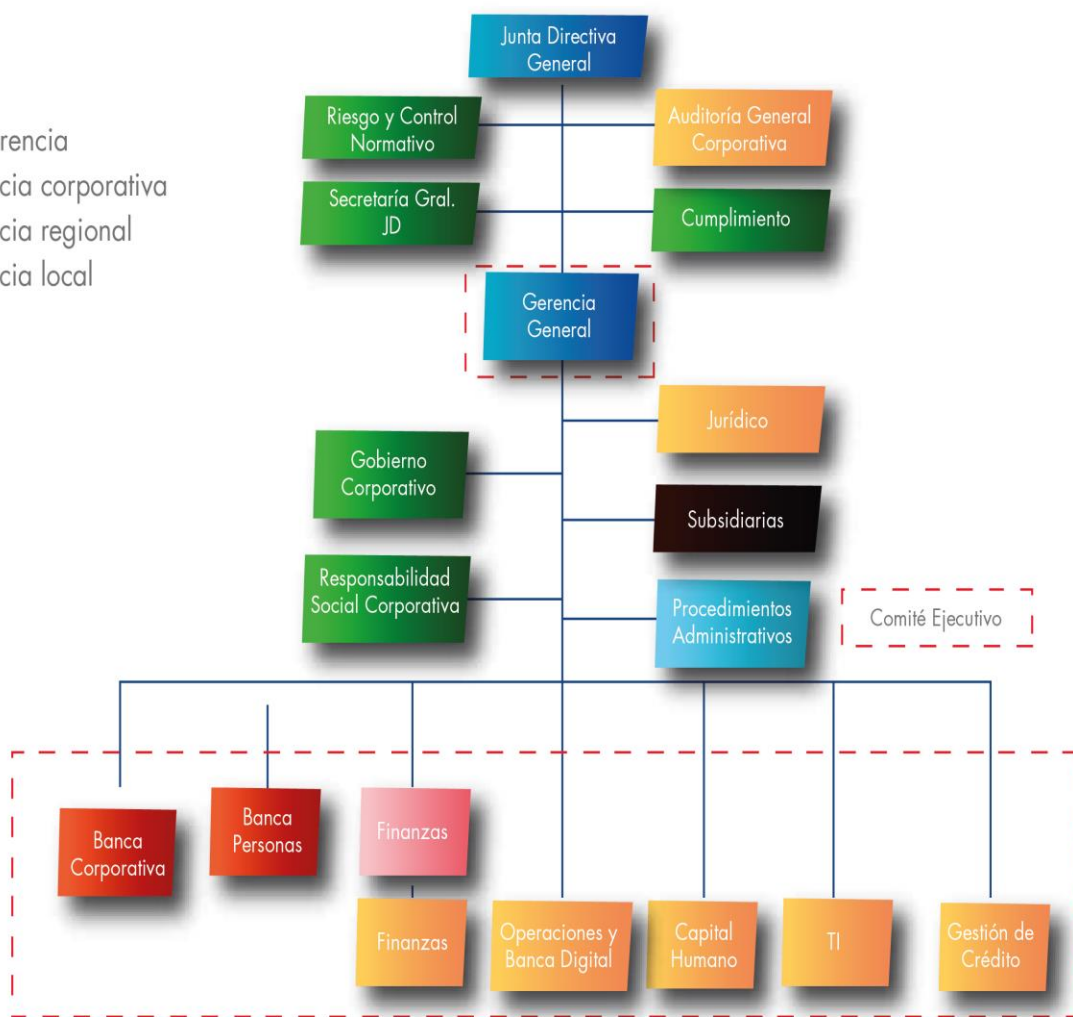 Junta Directiva
General
Riesgo y Control
Normativo
Auditoría General
Corporativa
rencia
cia corporativa
cia regional
cia local
Secretaría Gral.
JD
Cumplimiento
Gerencia
General
Jurídico
Gobierno
Corporativo
Subsidiarias
Responsabilidad
Social Corporativa
Procedimientos
Administrativos
Comité Ejecutivo
Banca
Corporativa
Banca
Personas
Finanzas
Finanzas
Operaciones y
Banca Digital
Capital
Humano
TI
Gestión de
Crédito